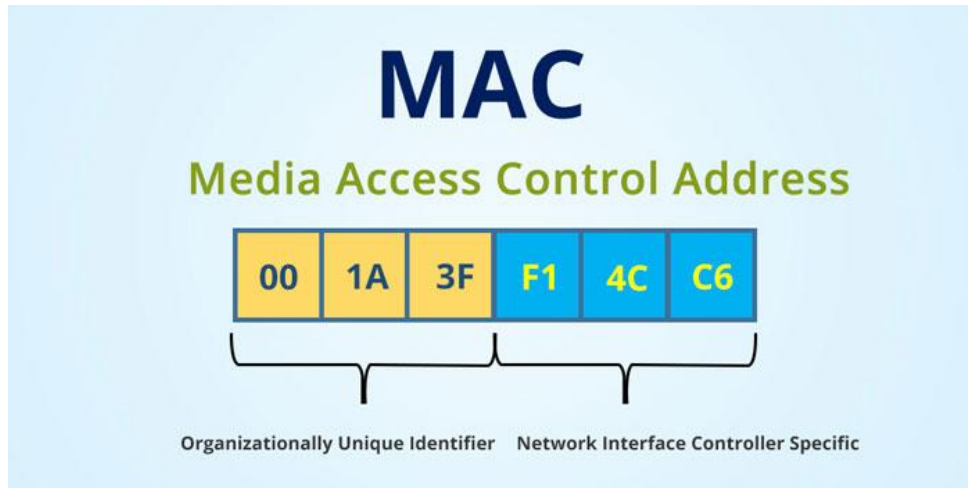 MAC
Media Access Control Address
00 1A 3F F1 4C C6
Organizationally Unique Identifier Network Interface Controller Specific